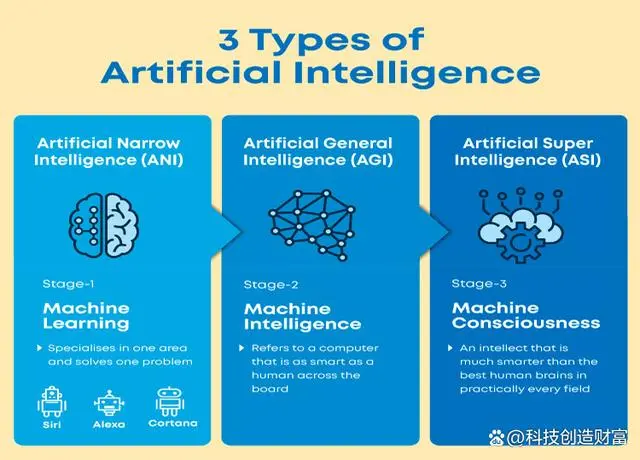 3 Types of
Artificial Intelligence
Artificial Narrow
Intelligence (ANI)
Stage-1
Machine
Learning
Specialises in one area
and solves one problem
Siri
Alexa
Cortana
Artificial General
Intelligence (AGI)
Stage-2
Machine
Intelligence
Refers to a computer
that is as smart as a
human across the
board
Artificial Super
Intelligence (ASI)
Stage-3
Machine
Consciousness
An intellect that is
much smarter than the
best human brains in
practically every field
@科技创造财富